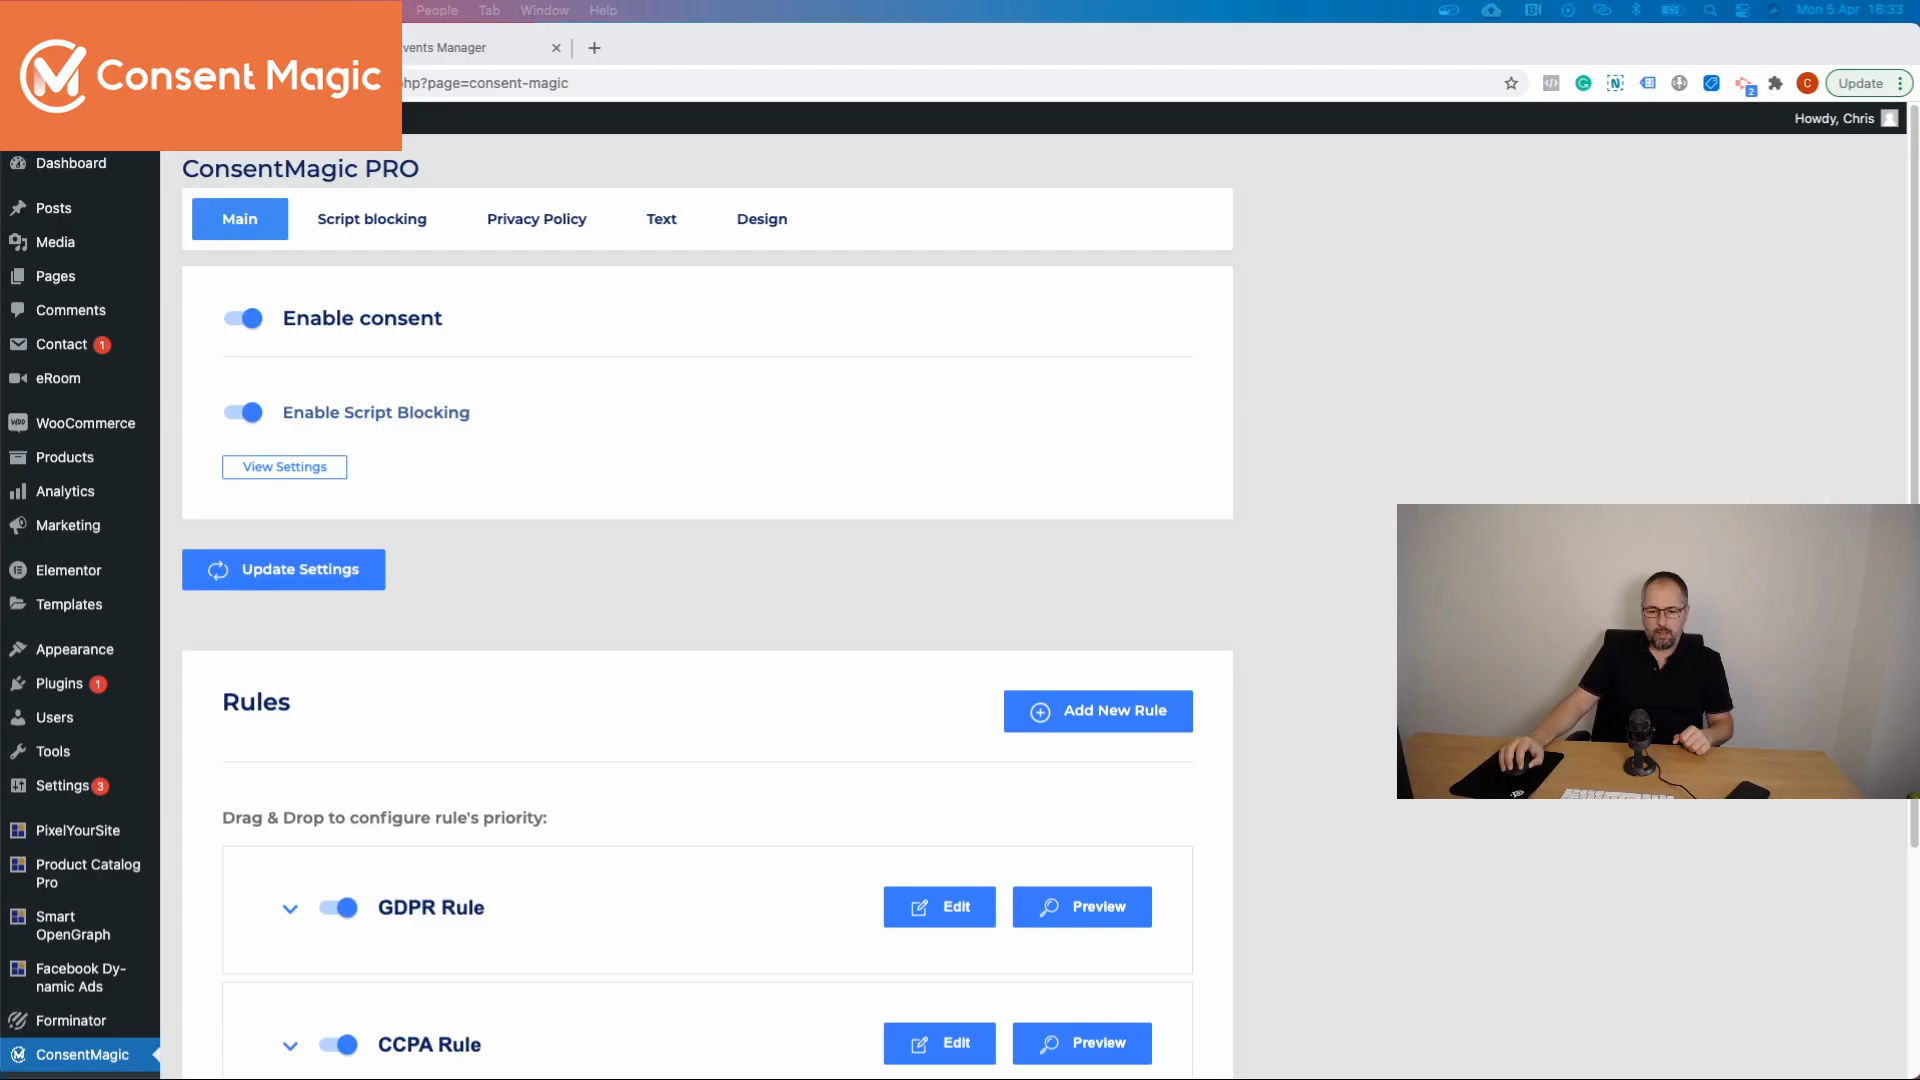 People Tab Window Help
Mon 5 Apr 16:33
Consent Magic
vents Manager
hp?page=consent-magic
2
C
Update
Howdy, Chris
Dashboard
Posts
Media
Pages
Comments
Contact 1
eRoom
WooCommerce
Products
Analytics
Marketing
Elementor
Templates
Appearance
Plugins 1
Users
Tools
Settings 3
PixelYourSite
Product Catalog
Pro
Smart
OpenGraph
Facebook Dy-
namic Ads
Forminator
ConsentMagic
ConsentMagic PRO
Main
Script blocking
Privacy Policy
Text
Design
Enable consent
Enable Script Blocking
View Settings
Update Settings
Rules
Add New Rule
Drag & Drop to configure rule's priority:
GDPR Rule
Edit
Preview
CCPA Rule
Edit
Preview